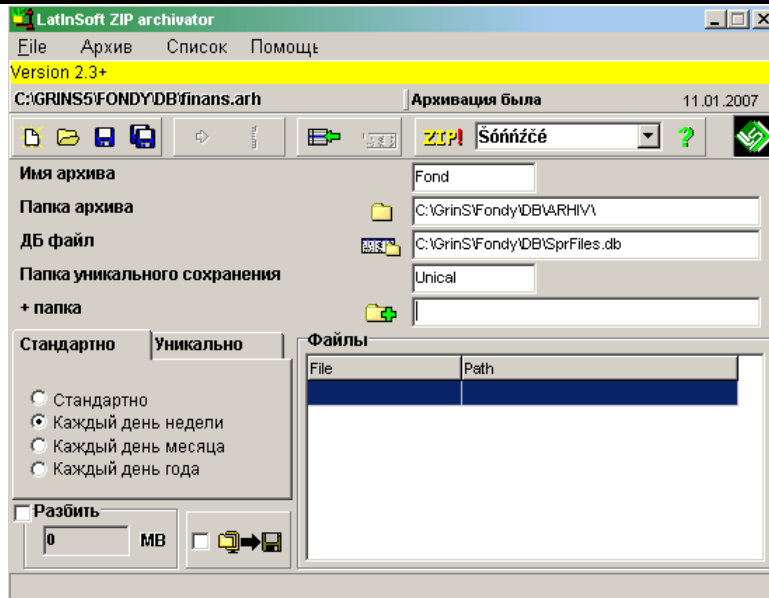 LatInSoft ZIP archivator
File Архив Список Помощь
Version 2.3+
C:\GRINS5\FONDY\DB\finans.arh Архивация была 11.01.2007
ZIP! Šóńńźčé ?
Имя архива Fond
Папка архива C:\GrinS\Fondy\DB\ARHIV\
ДБ файл C:\GrinS\Fondy\DB\SprFiles.db
Папка уникального сохранения Unical
+ папка
Стандартно Уникально Файлы
File Path
Стандартно
Каждый день недели
Каждый день месяца
Каждый день года
Разбить
0 MB